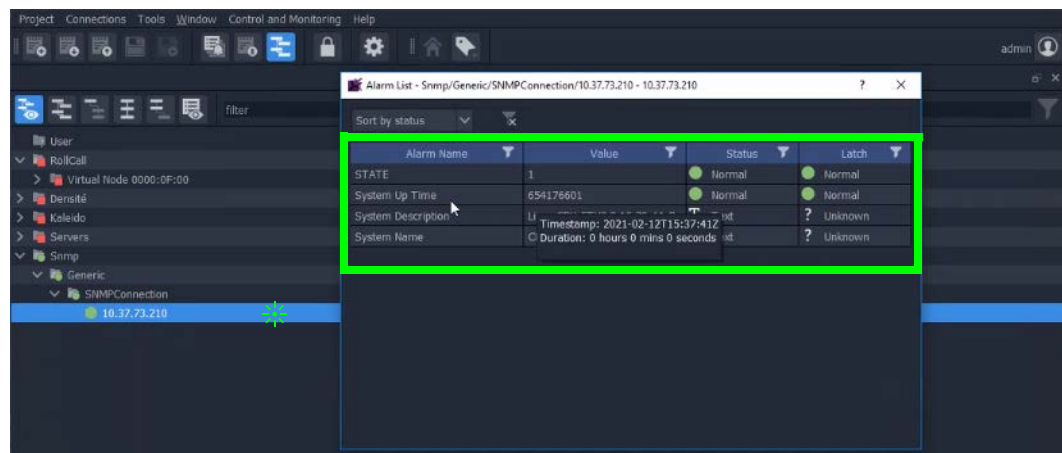 Project Connections Tools Window Control and Monitoring Help
admin
Alarm List - Snmp/Generic/SNMPConnection/10.37.73.210 - 10.37.73.210 ? X
filter
Sort by status
Alarm Name Value Status Latch
STATE 1 Normal Normal
System Up Time 654176601 Normal Normal
System Description Unknown
System Name Unknown
Timestamp: 2021-02-12T15:37:41Z
Duration: 0 hours 0 mins 0 seconds
User
RollCall
Virtual Node 0000:0F:00
Densité
Kaleido
Servers
Snmp
Generic
SNMPConnection
10.37.73.210